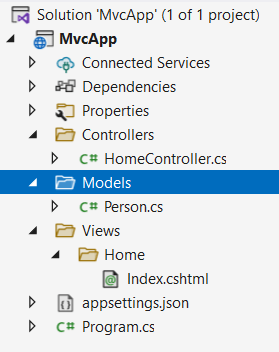 Solution 'MvcApp' (1 of 1 project)
MvcApp
Connected Services
Dependencies
Properties
Controllers
C# HomeController.cs
Models
C# Person.cs
Views
Home
Index.cshtml
appsettings.json
C# Program.cs